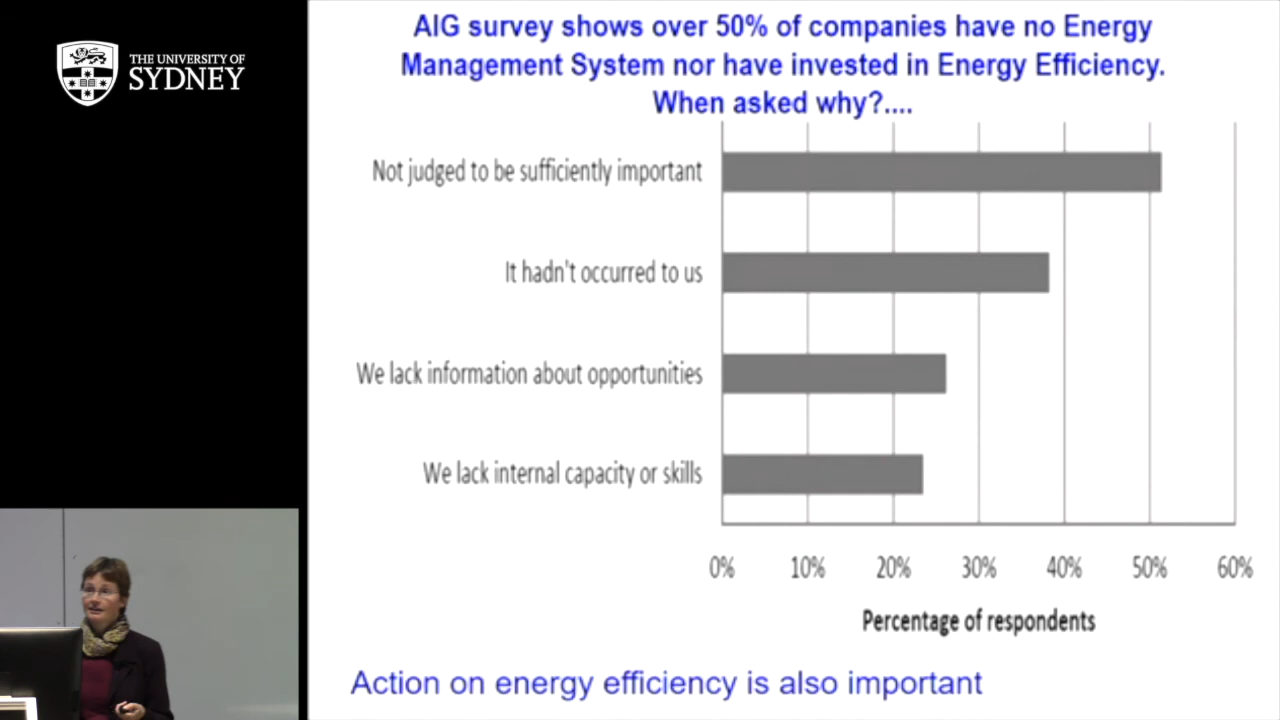 THE UNIVERSITY OF
SYDNEY
AIG survey shows over 50% of companies have no Energy
Management System nor have invested in Energy Efficiency.
When asked why?....
Not judged to be sufficiently important
It hadn't occurred to us
We lack information about opportunities
We lack internal capacity or skills
0% 10% 20% 30% 40% 50% 60%
Percentage of respondents
Action on energy efficiency is also important